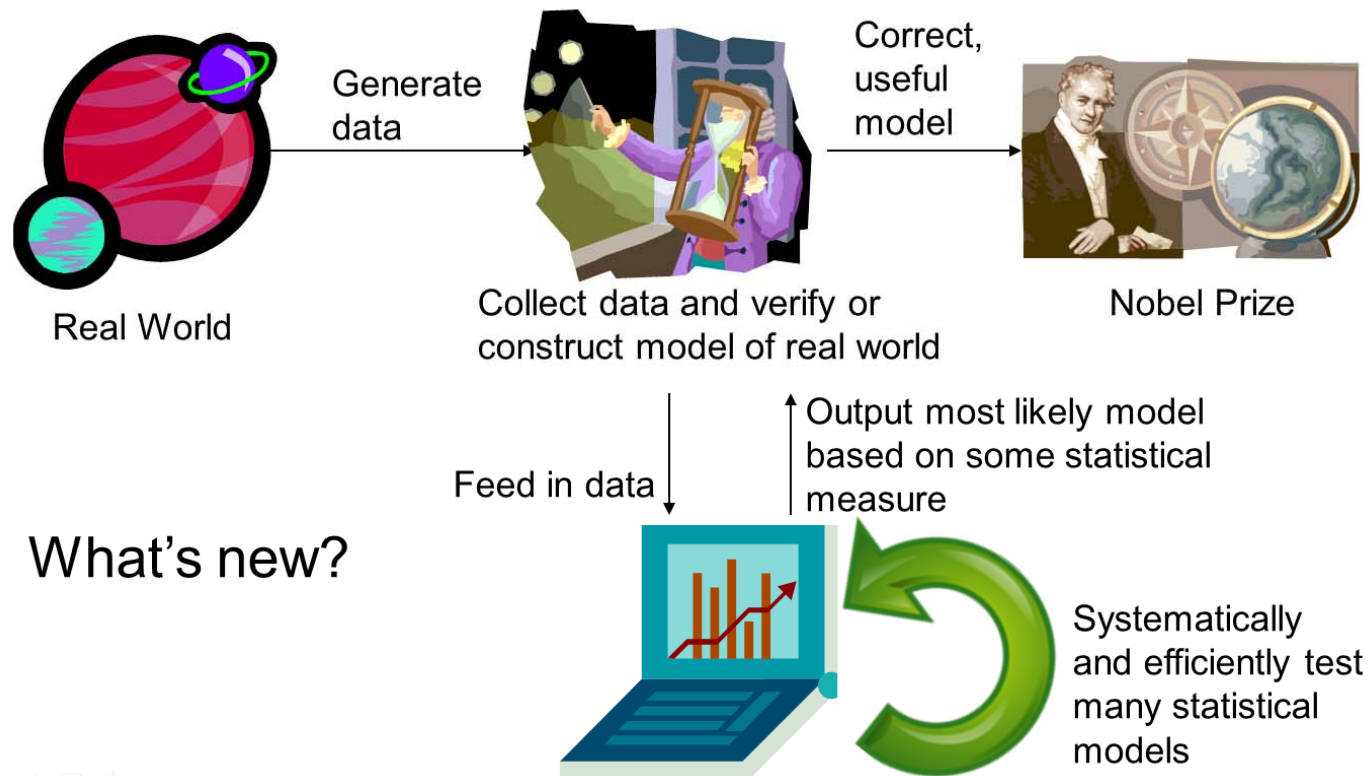 Generate
data
Correct,
useful
model
Real World
Collect data and verify or
construct model of real world
Nobel Prize
Feed in data
Output most likely model
based on some statistical
measure
What's new?
Systematically
and efficiently test
many statistical
models